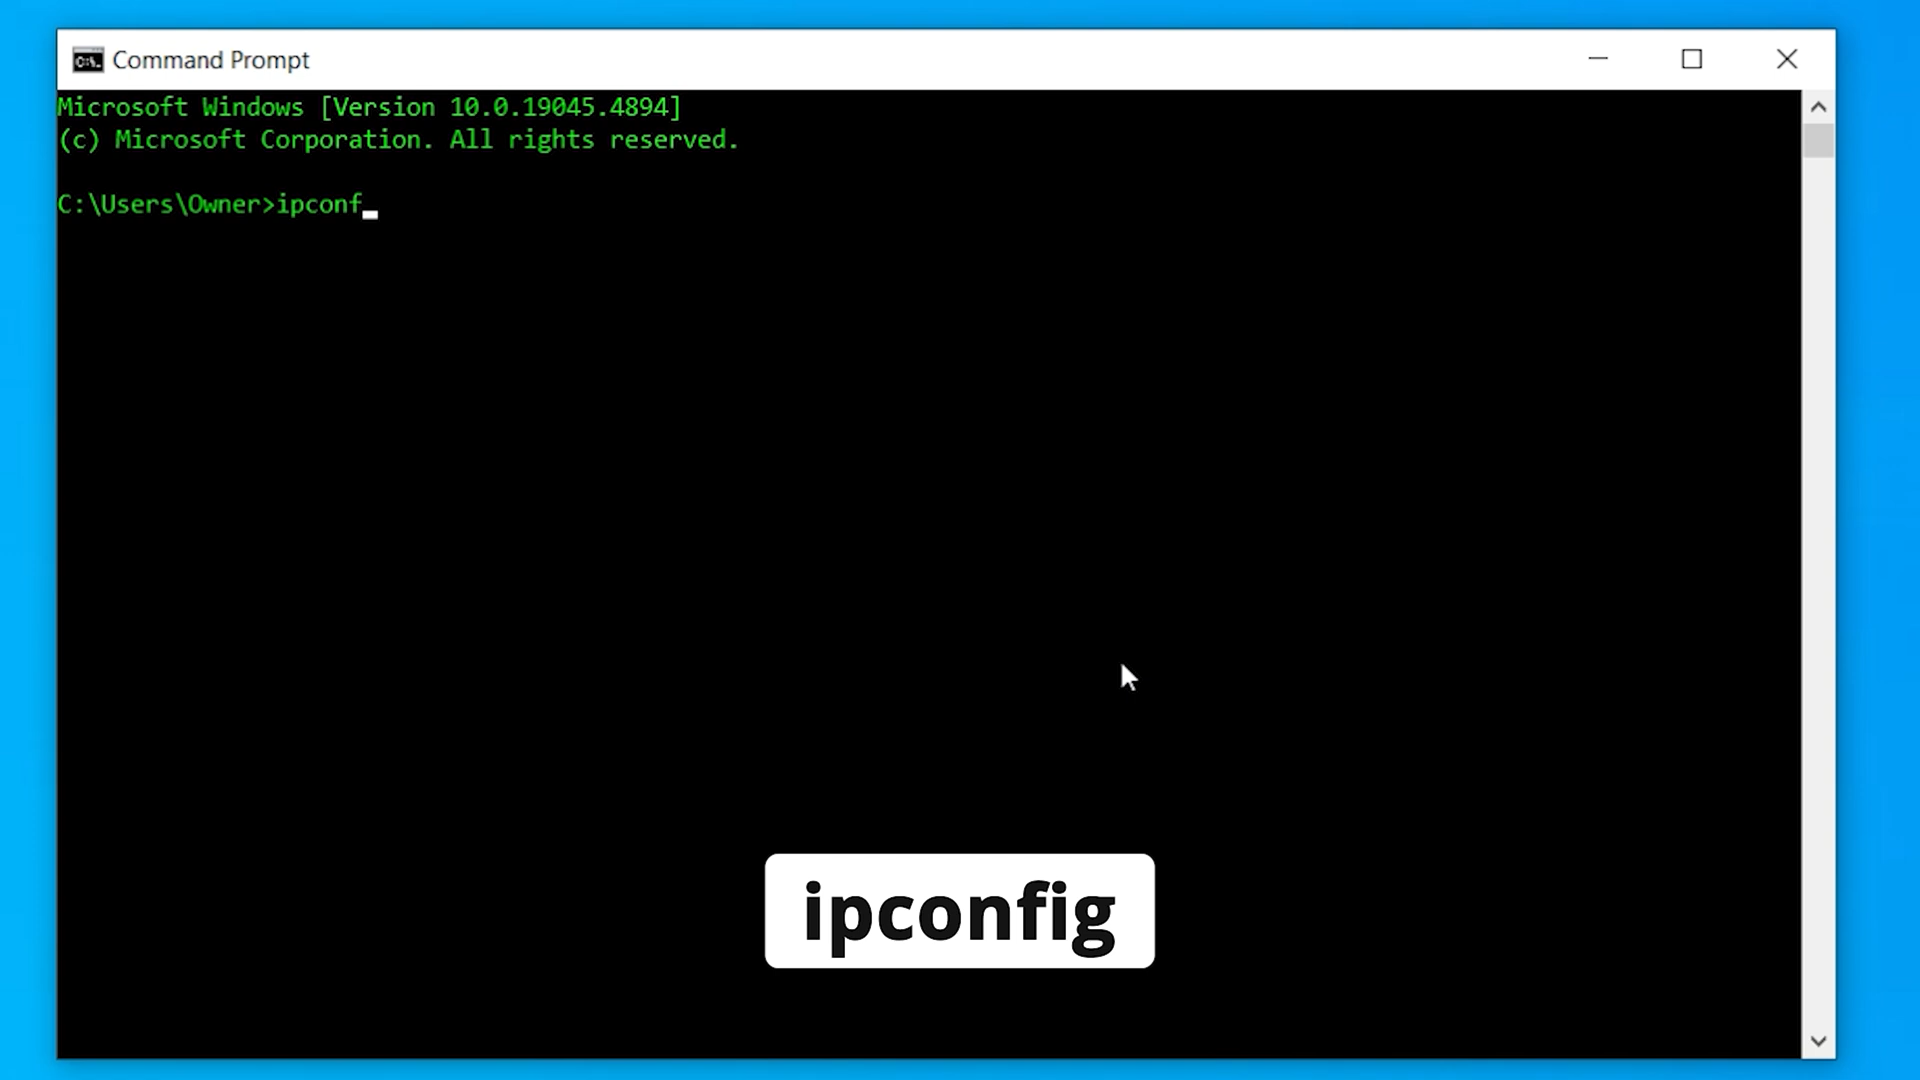 Command Prompt
Microsoft Windows [Version 10.0.19045.4894]
(c) Microsoft Corporation. All rights reserved.
C:\Users\Owner>ipconf_
ipconfig